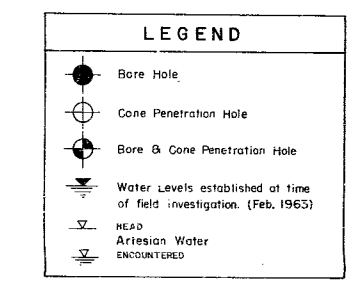 LEGEND
Bore Hole
Cone Penetration Hole
Bore & Cone Penetration Hole
Water Levels established at time
of field investigation. (Feb. 1963)
HEAD
Artesian Water
ENCOUNTERED